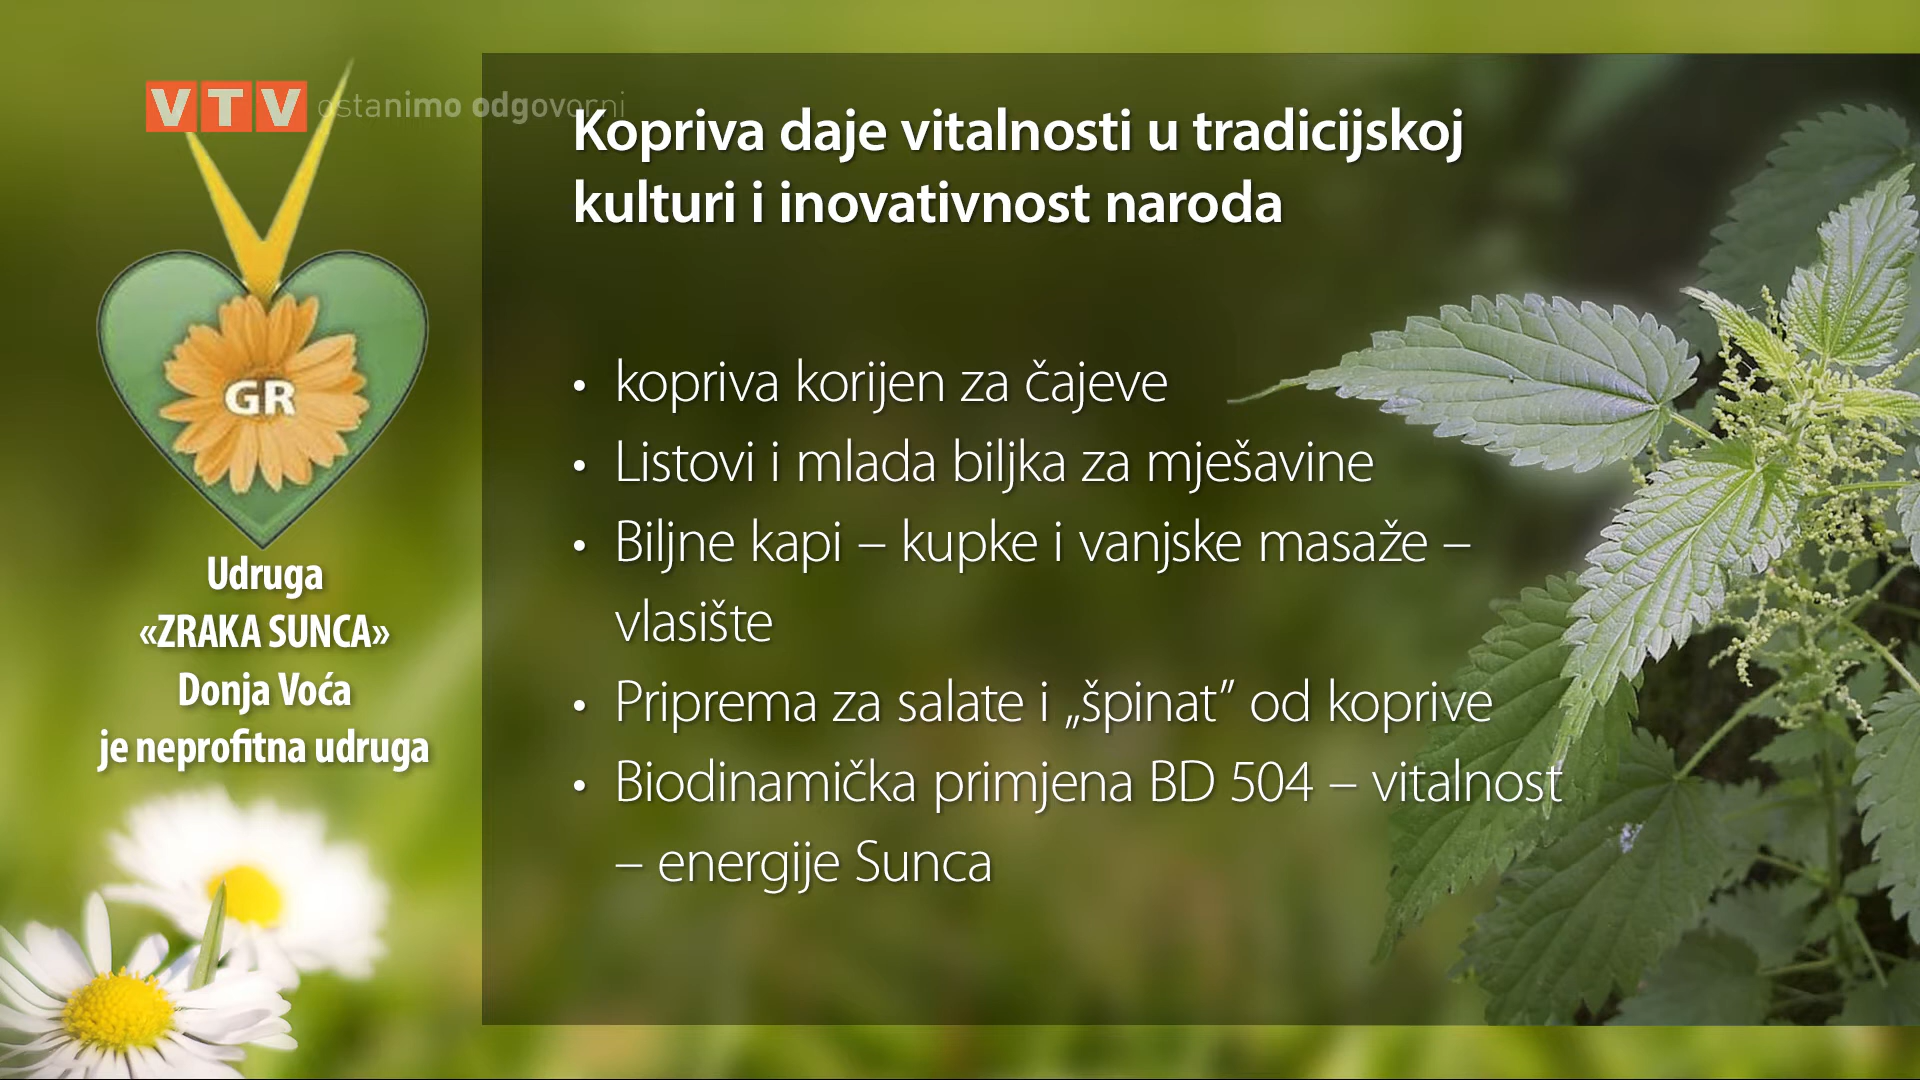 VTV ostanimo odgovorni
Kopriva daje vitalnosti u tradicijskoj
kulturi i inovativnost naroda
GR
Udruga
«ZRAKA SUNCA»
Donja Voća
je neprofitna udruga
• kopriva korijen za čajeve
• Listovi i mlada biljka za mješavine
• Biljne kapi – kupke i vanjske masaže –
vlasište
• Priprema za salate i „špinat” od koprive
• Biodinamička primjena BD 504 – vitalnost
– energije Sunca